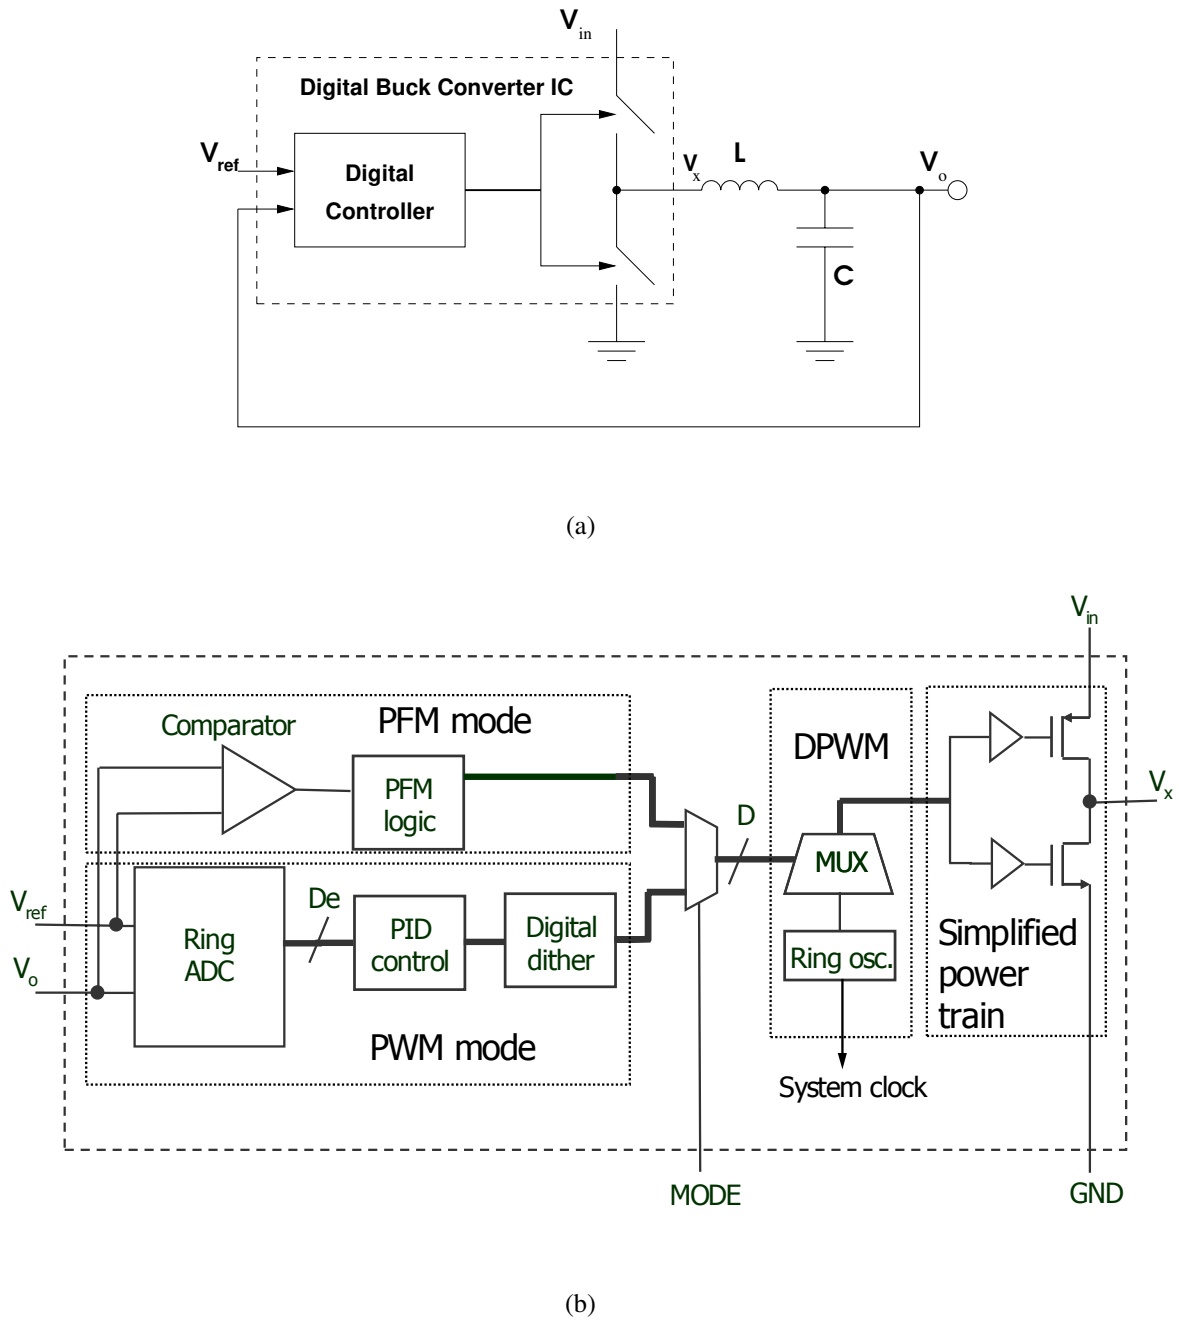 V_in
Digital Buck Converter IC
V_ref
Digital
Controller
V_x
L
V_o
C
(a)
V_in
PFM mode
Comparator
PFM
logic
DPWM
V_x
D
MUX
V_ref
De
Ring
ADC
PID
control
Digital
dither
Ring osc.
Simplified
power
train
V_o
PWM mode
System clock
MODE
GND
(b)